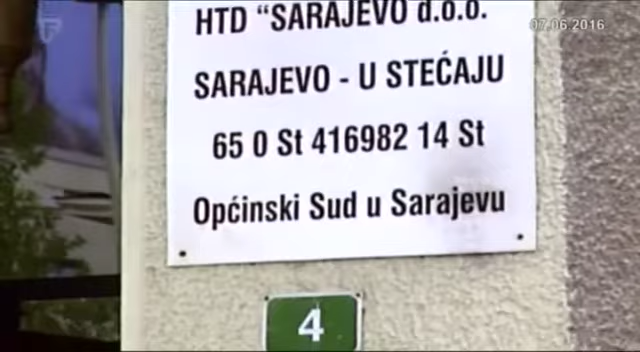 07.06.2016
HTD "SARAJEVO d.o.o.
SARAJEVO - U STEĆAJU
65 0 St 416982 14 St
Općinski Sud u Sarajevu
4